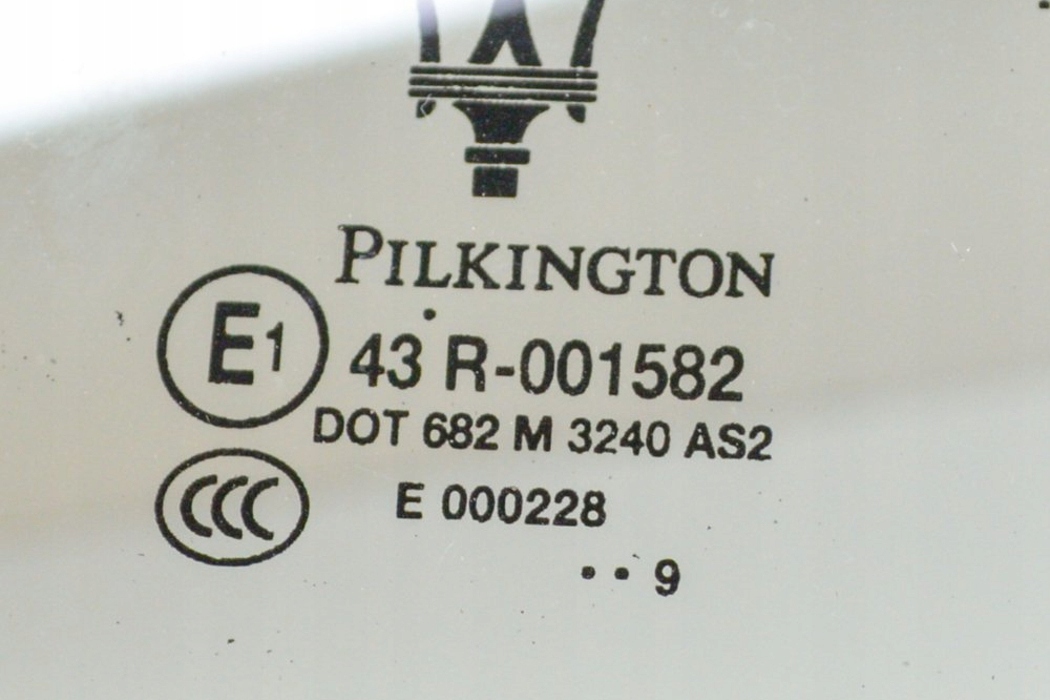 PILKINGTON
E1 43 R-001582
DOT 682 M 3240 AS2
CCC E 000228
• • 9